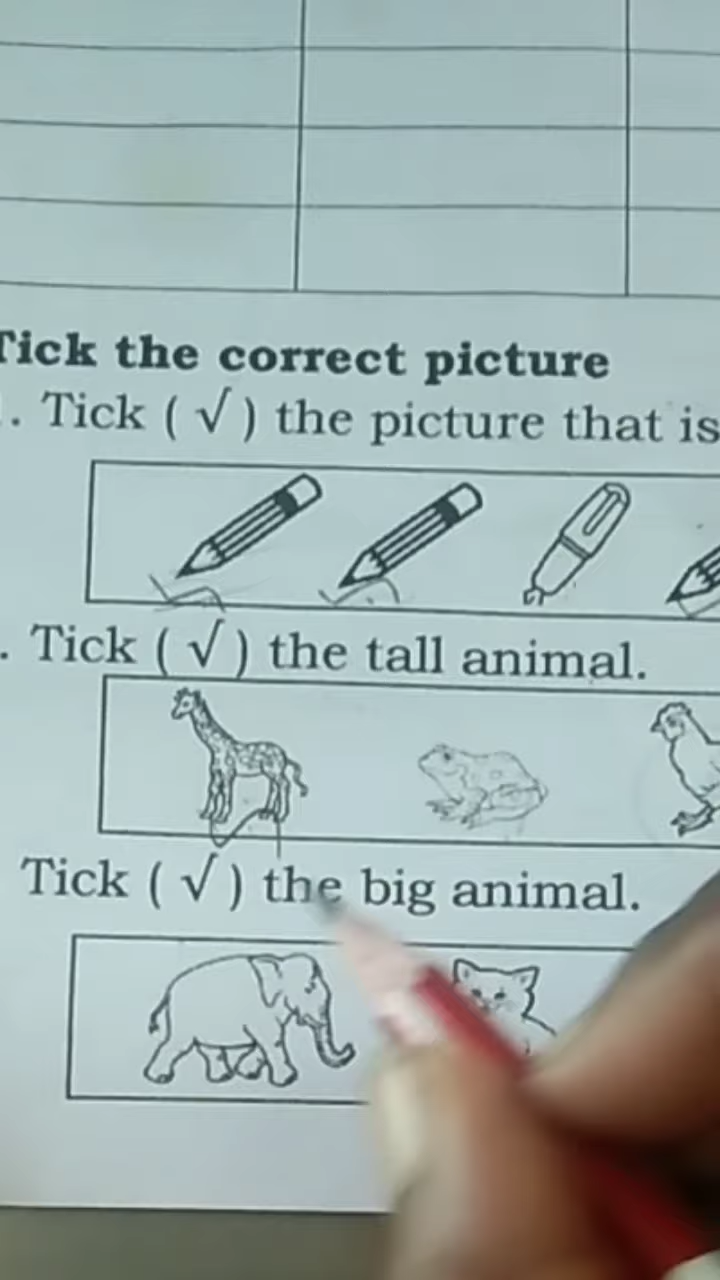 Tick the correct picture
. Tick ( √ ) the picture that is
. Tick ( √ ) the tall animal.
Tick ( √ ) the big animal.